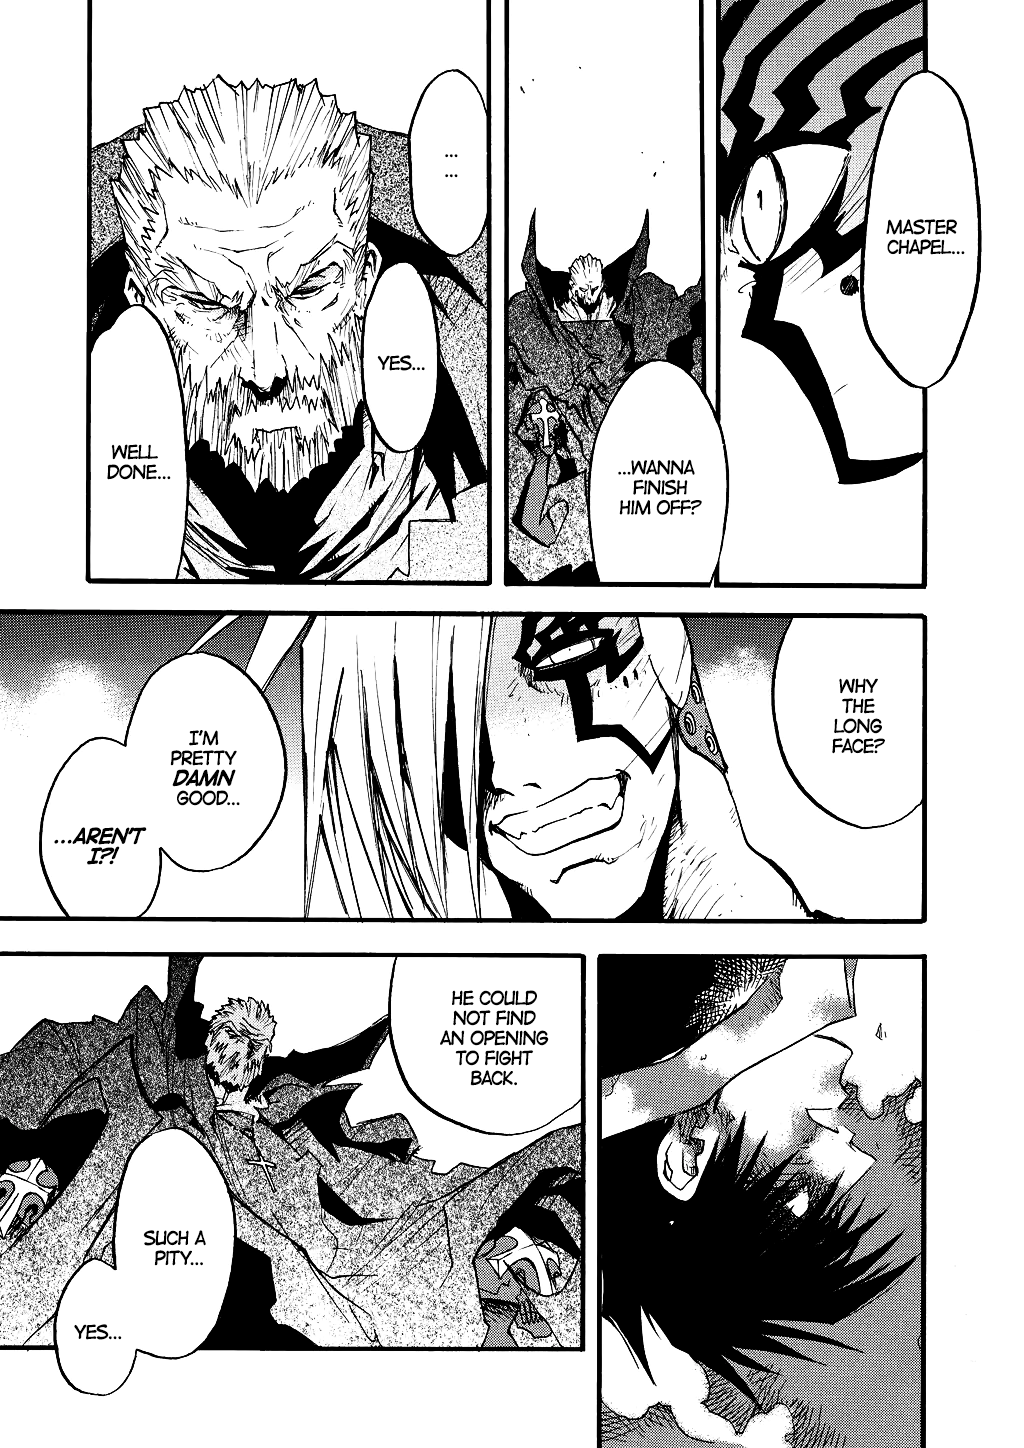 MASTER
CHAPEL...
...WANNA
FINISH
HIM OFF?
...
...
YES...
WELL
DONE...
WHY
THE
LONG
FACE?
I'M
PRETTY
DAMN
GOOD...
...AREN'T
I?!
HE COULD
NOT FIND
AN OPENING
TO FIGHT
BACK.
SUCH A
PITY...
YES...